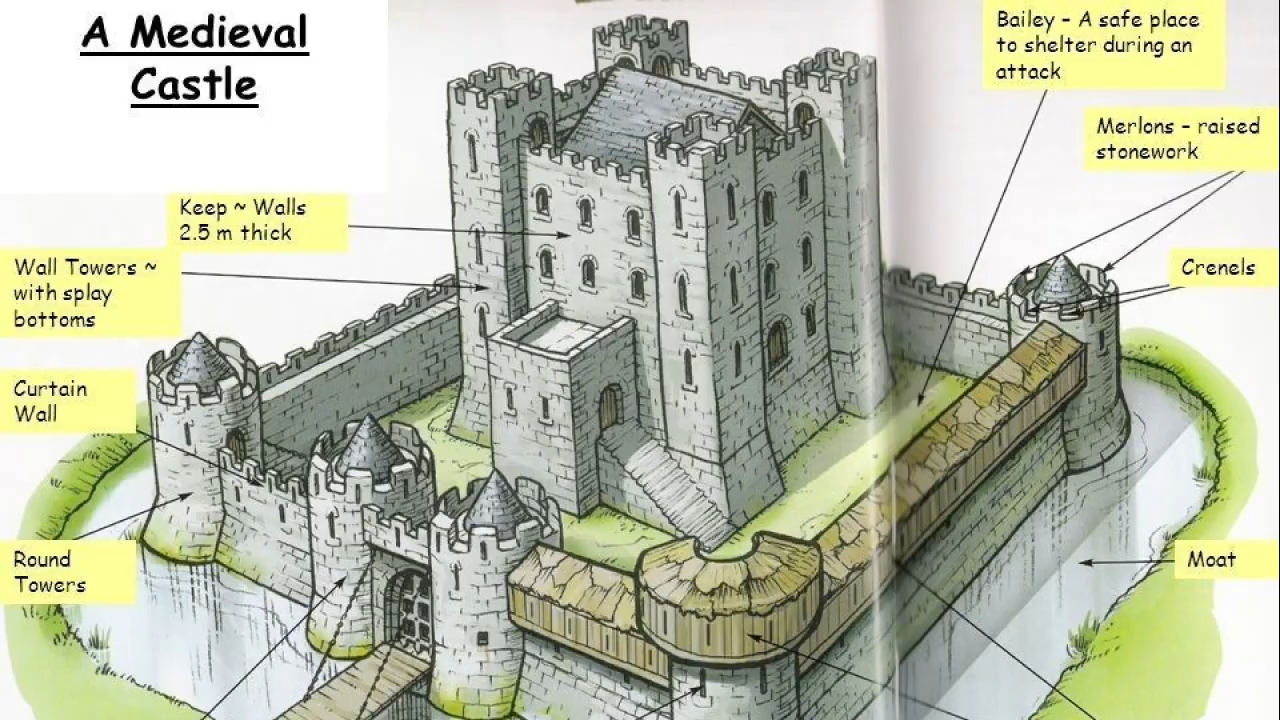 A Medieval
Castle
Bailey – A safe place
to shelter during an
attack
Merlons – raised
stonework
Keep ~ Walls
2.5 m thick
Wall Towers ~
with splay
bottoms
Crenels
Curtain
Wall
Round
Towers
Moat